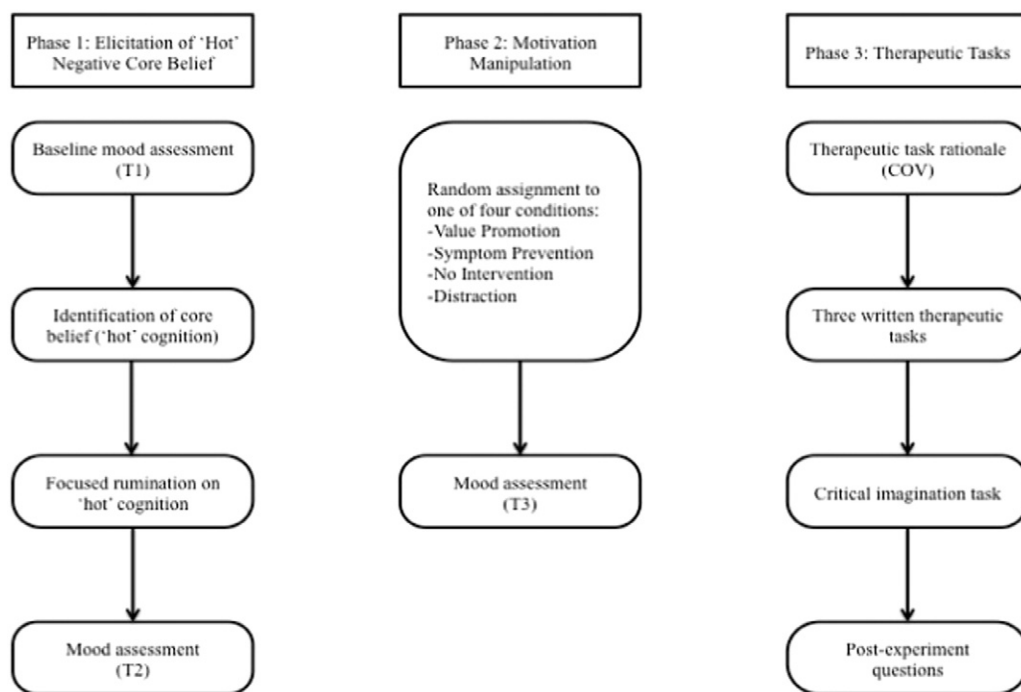 Phase 1: Elicitation of ‘Hot’
Negative Core Belief
Baseline mood assessment
(T1)
Identification of core
belief (‘hot’ cognition)
Focused rumination on
‘hot’ cognition
Mood assessment
(T2)
Phase 2: Motivation
Manipulation
Random assignment to
one of four conditions:
-Value Promotion
-Symptom Prevention
-No Intervention
-Distraction
Mood assessment
(T3)
Phase 3: Therapeutic Tasks
Therapeutic task rationale
(COV)
Three written therapeutic
tasks
Critical imagination task
Post-experiment
questions